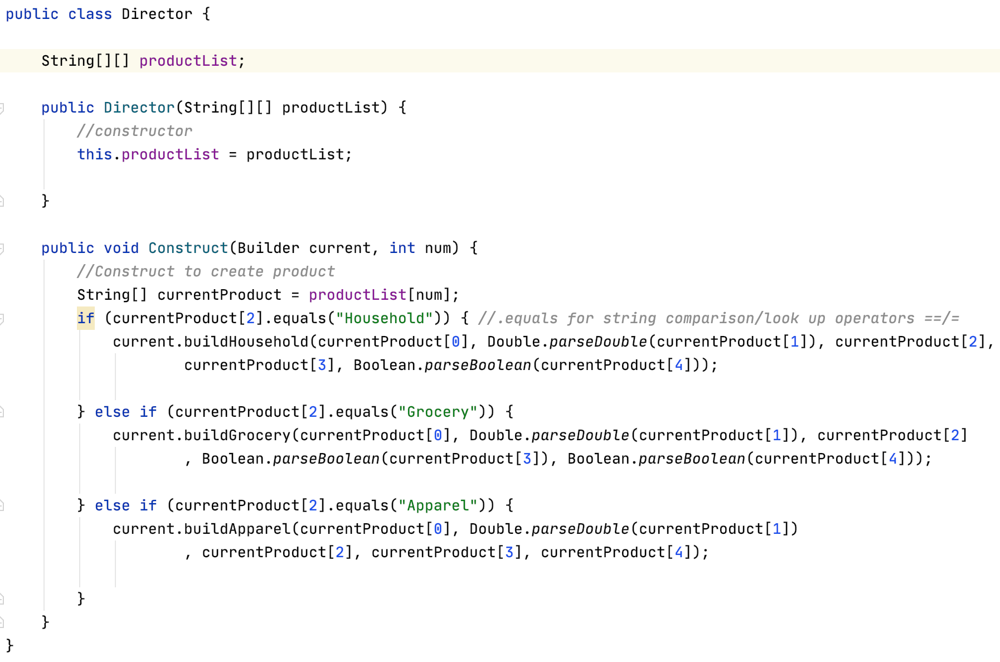 public class Director {
String[][] productList;
public Director(String[][] productList) {
//constructor
this.productList = productList;
}
public void Construct(Builder current, int num) {
//Construct to create product
String[] currentProduct = productList[num];
if (currentProduct[2].equals("Household")) { //.equals for string comparison/look up operators ==/=
current.buildHousehold(currentProduct[0], Double.parseDouble(currentProduct[1]), currentProduct[2],
currentProduct[3], Boolean.parseBoolean(currentProduct[4]));
} else if (currentProduct[2].equals("Grocery")) {
current.buildGrocery(currentProduct[0], Double.parseDouble(currentProduct[1]), currentProduct[2]
, Boolean.parseBoolean(currentProduct[3]), Boolean.parseBoolean(currentProduct[4]));
} else if (currentProduct[2].equals("Apparel")) {
current.buildApparel(currentProduct[0], Double.parseDouble(currentProduct[1])
, currentProduct[2], currentProduct[3], currentProduct[4]);
}
}
}